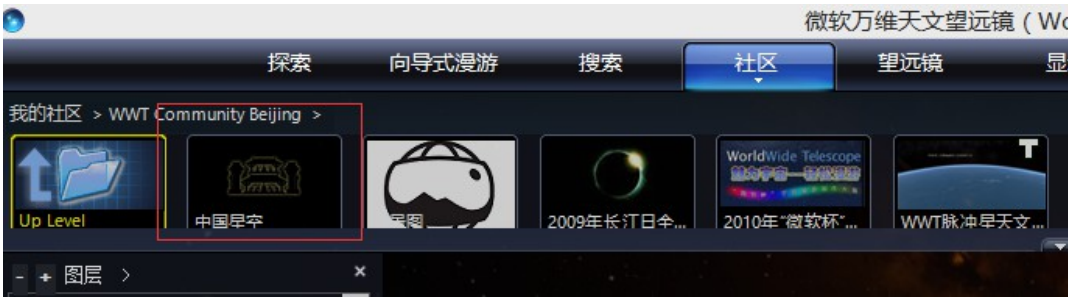 微软万维天文望远镜 ( Wo
探索 向导式漫游 搜索 社区 望远镜 显
我的社区 > WWT Community Beijing >
WorldWide Telescope
T
Up Level 中国星空 星图 2009年长江日全... 2010年“微软杯”... WWT脉冲星天文...
- + 图层 > ×